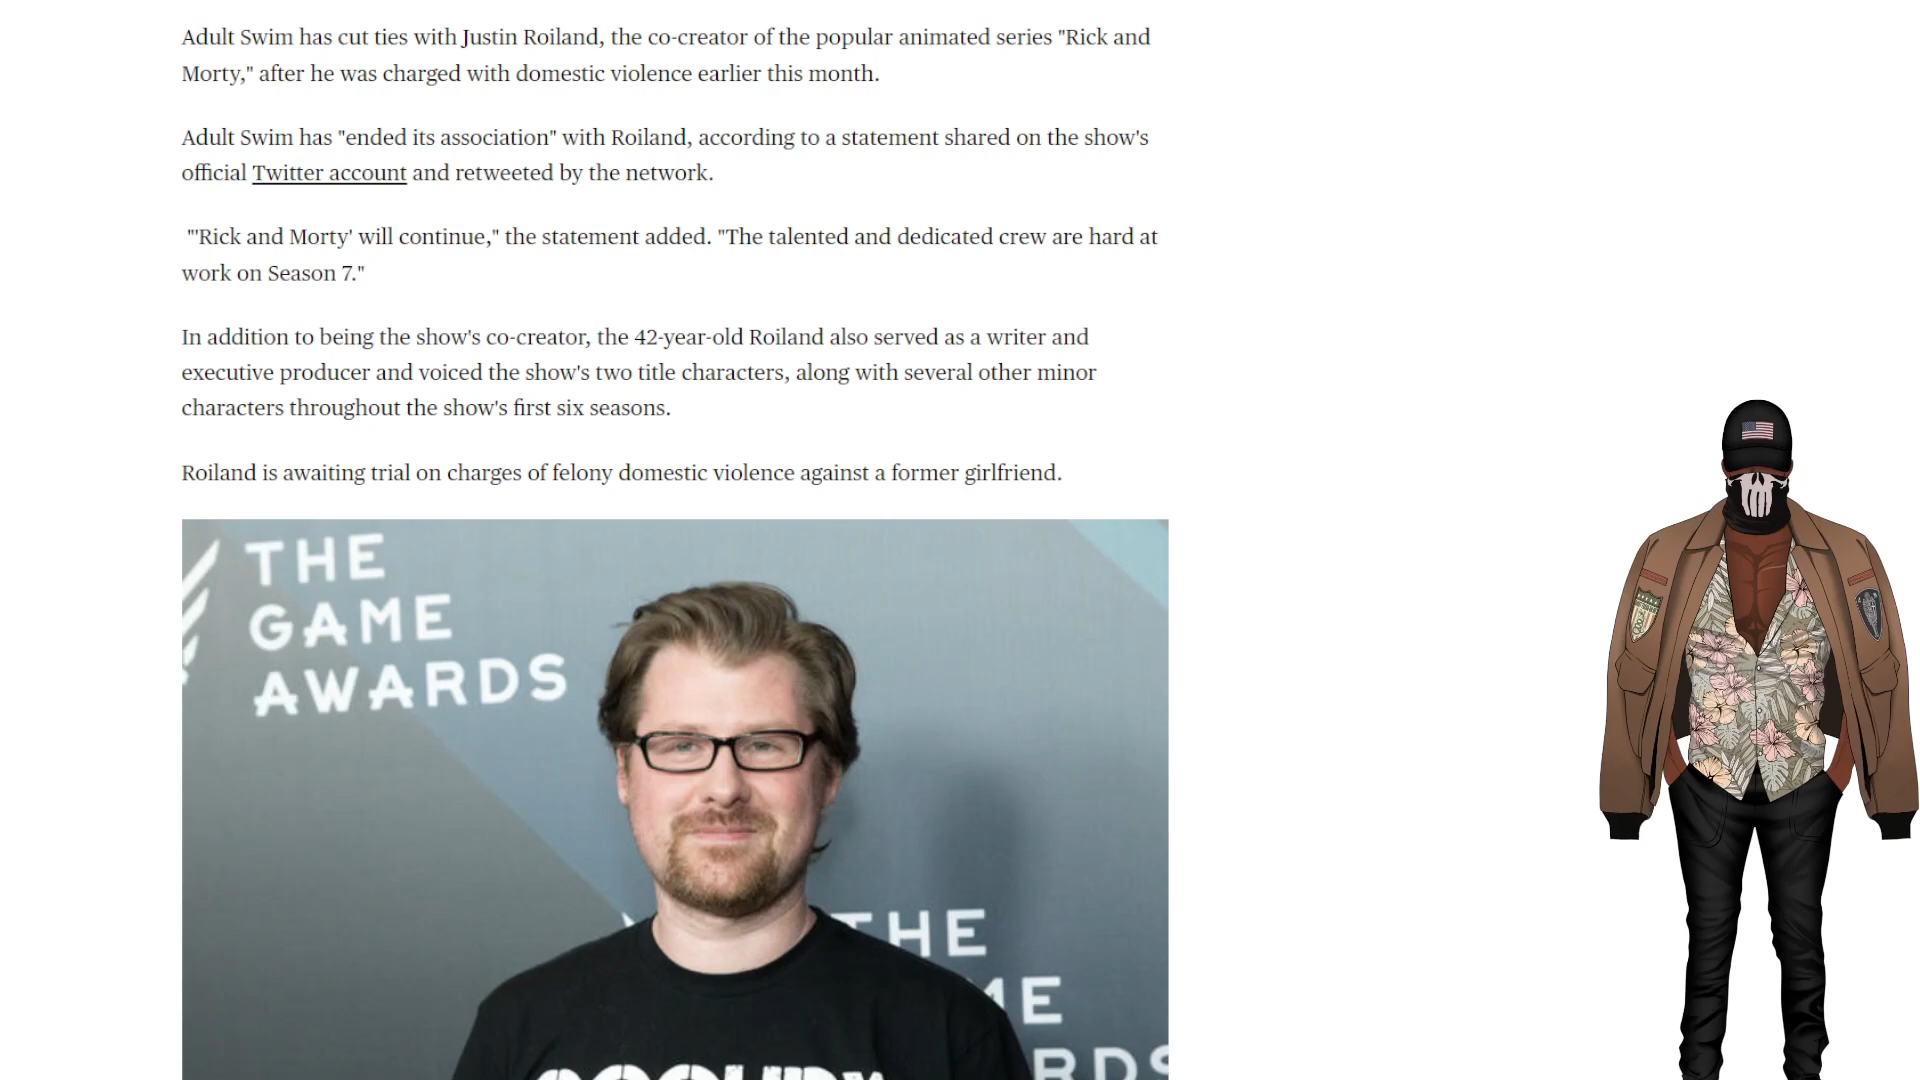 Adult Swim has cut ties with Justin Roiland, the co-creator of the popular animated series "Rick and
Morty," after he was charged with domestic violence earlier this month.
Adult Swim has "ended its association" with Roiland, according to a statement shared on the show's
official Twitter account and retweeted by the network.
"'Rick and Morty' will continue," the statement added. "The talented and dedicated crew are hard at
work on Season 7."
In addition to being the show's co-creator, the 42-year-old Roiland also served as a writer and
executive producer and voiced the show's two title characters, along with several other minor
characters throughout the show's first six seasons.
Roiland is awaiting trial on charges of felony domestic violence against a former girlfriend.
THE
GAME
AWARDS
THE
ME
RDS